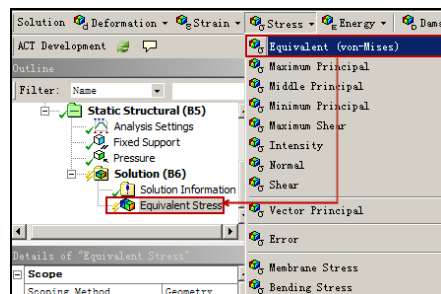 Solution Deformation Strain Stress Energy
ACT Development
Equivalent (von-Mises)
Outline
Maximum Principal
Filter: Name
Middle Principal
Static Structural (B5)
Minimum Principal
Analysis Settings
Maximum Shear
Fixed Support
Intensity
Pressure
Normal
Solution (B6)
Shear
Solution Information
Vector Principal
Equivalent Stress
Error
Details of "Equivalent Stress"
Membrane Stress
Scope
Bending Stress
Scoping Method Geometry